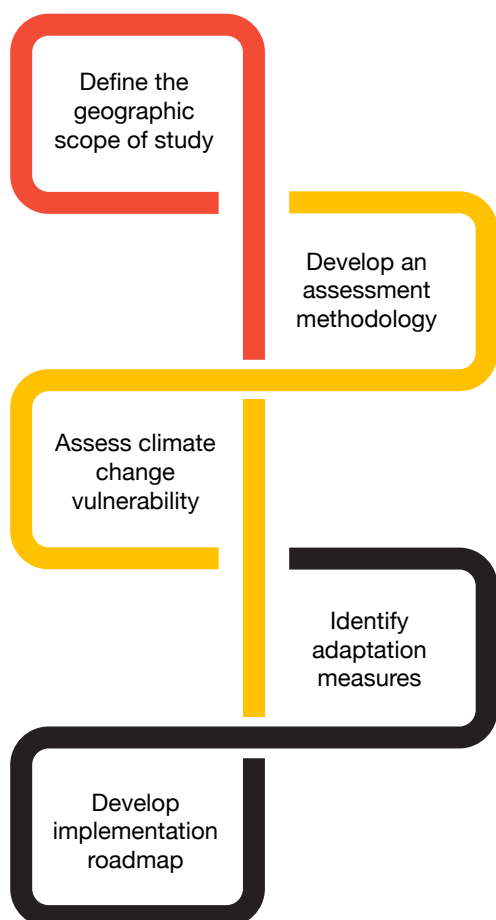 Define the
geographic
scope of study
Develop an
assessment
methodology
Assess climate
change
vulnerability
Identify
adaptation
measures
Develop
implementation
roadmap